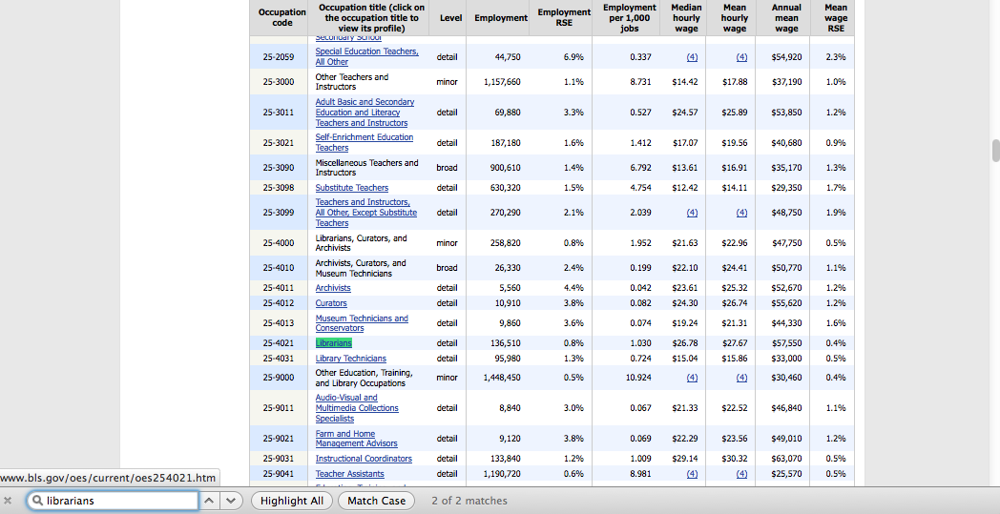 Occupation code Occupation title (click on the occupation title to view its profile) Level Employment Employment RSE Employment per 1,000 jobs Median hourly wage Mean hourly wage Annual mean wage Mean wage RSE
Secondary School
25-2059 Special Education Teachers, All Other detail 44,750 6.9% 0.337 (4) (4) $54,920 2.3%
25-3000 Other Teachers and Instructors minor 1,157,660 1.1% 8.731 $14.42 $17.88 $37,190 1.0%
25-3011 Adult Basic and Secondary Education and Literacy Teachers and Instructors detail 69,880 3.3% 0.527 $24.57 $25.89 $53,850 1.2%
25-3021 Self-Enrichment Education Teachers detail 187,180 1.6% 1.412 $17.07 $19.56 $40,680 0.9%
25-3090 Miscellaneous Teachers and Instructors broad 900,610 1.4% 6.792 $13.61 $16.91 $35,170 1.3%
25-3098 Substitute Teachers detail 630,320 1.5% 4.754 $12.42 $14.11 $29,350 1.7%
25-3099 Teachers and Instructors, All Other, Except Substitute Teachers detail 270,290 2.1% 2.039 (4) (4) $48,750 1.9%
25-4000 Librarians, Curators, and Archivists minor 258,820 0.8% 1.952 $21.63 $22.96 $47,750 0.5%
25-4010 Archivists, Curators, and Museum Technicians broad 26,330 2.4% 0.199 $22.10 $24.41 $50,770 1.1%
25-4011 Archivists detail 5,560 4.4% 0.042 $23.61 $25.32 $52,670 1.2%
25-4012 Curators detail 10,910 3.8% 0.082 $24.30 $26.74 $55,620 1.2%
25-4013 Museum Technicians and Conservators detail 9,860 3.6% 0.074 $19.24 $21.31 $44,330 1.6%
25-4021 Librarians detail 136,510 0.8% 1.030 $26.78 $27.67 $57,550 0.4%
25-4031 Library Technicians detail 95,980 1.3% 0.724 $15.04 $15.86 $33,000 0.5%
25-9000 Other Education, Training, and Library Occupations minor 1,448,450 0.5% 10.924 (4) (4) $30,460 0.4%
25-9011 Audio-Visual and Multimedia Collections Specialists detail 8,840 3.0% 0.067 $21.33 $22.52 $46,840 1.1%
25-9021 Farm and Home Management Advisors detail 9,120 3.8% 0.069 $22.29 $23.56 $49,010 1.2%
25-9031 Instructional Coordinators detail 133,840 1.2% 1.009 $29.14 $30.32 $63,070 0.5%
25-9041 Teacher Assistants detail 1,190,720 0.6% 8.981 (4) (4) $25,570 0.5%
www.bls.gov/oes/current/oes254021.htm
librarians Highlight All Match Case 2 of 2 matches